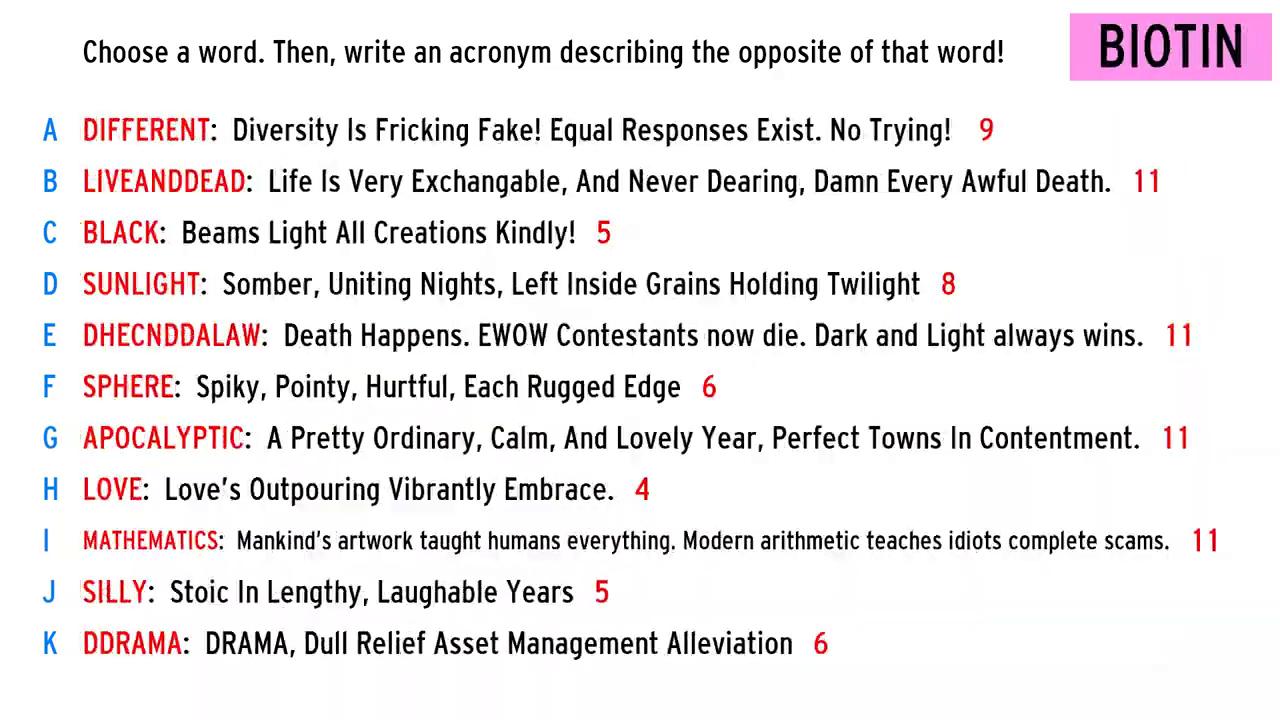 Choose a word. Then, write an acronym describing the opposite of that word!
BIOTIN
A DIFFERENT: Diversity Is Fricking Fake! Equal Responses Exist. No Trying! 9
B LIVEANDDEAD: Life Is Very Exchangable, And Never Dearing, Damn Every Awful Death. 11
C BLACK: Beams Light All Creations Kindly! 5
D SUNLIGHT: Somber, Uniting Nights, Left Inside Grains Holding Twilight 8
E DHECNDDALAW: Death Happens. EWOW Contestants now die. Dark and Light always wins. 11
F SPHERE: Spiky, Pointy, Hurtful, Each Rugged Edge 6
G APOCALYPTIC: A Pretty Ordinary, Calm, And Lovely Year, Perfect Towns In Contentment. 11
H LOVE: Love's Outpouring Vibrantly Embrace. 4
I MATHEMATICS: Mankind's artwork taught humans everything. Modern arithmetic teaches idiots complete scams. 11
J SILLY: Stoic In Lengthy, Laughable Years 5
K DDRAMA: DRAMA, Dull Relief Asset Management Alleviation 6